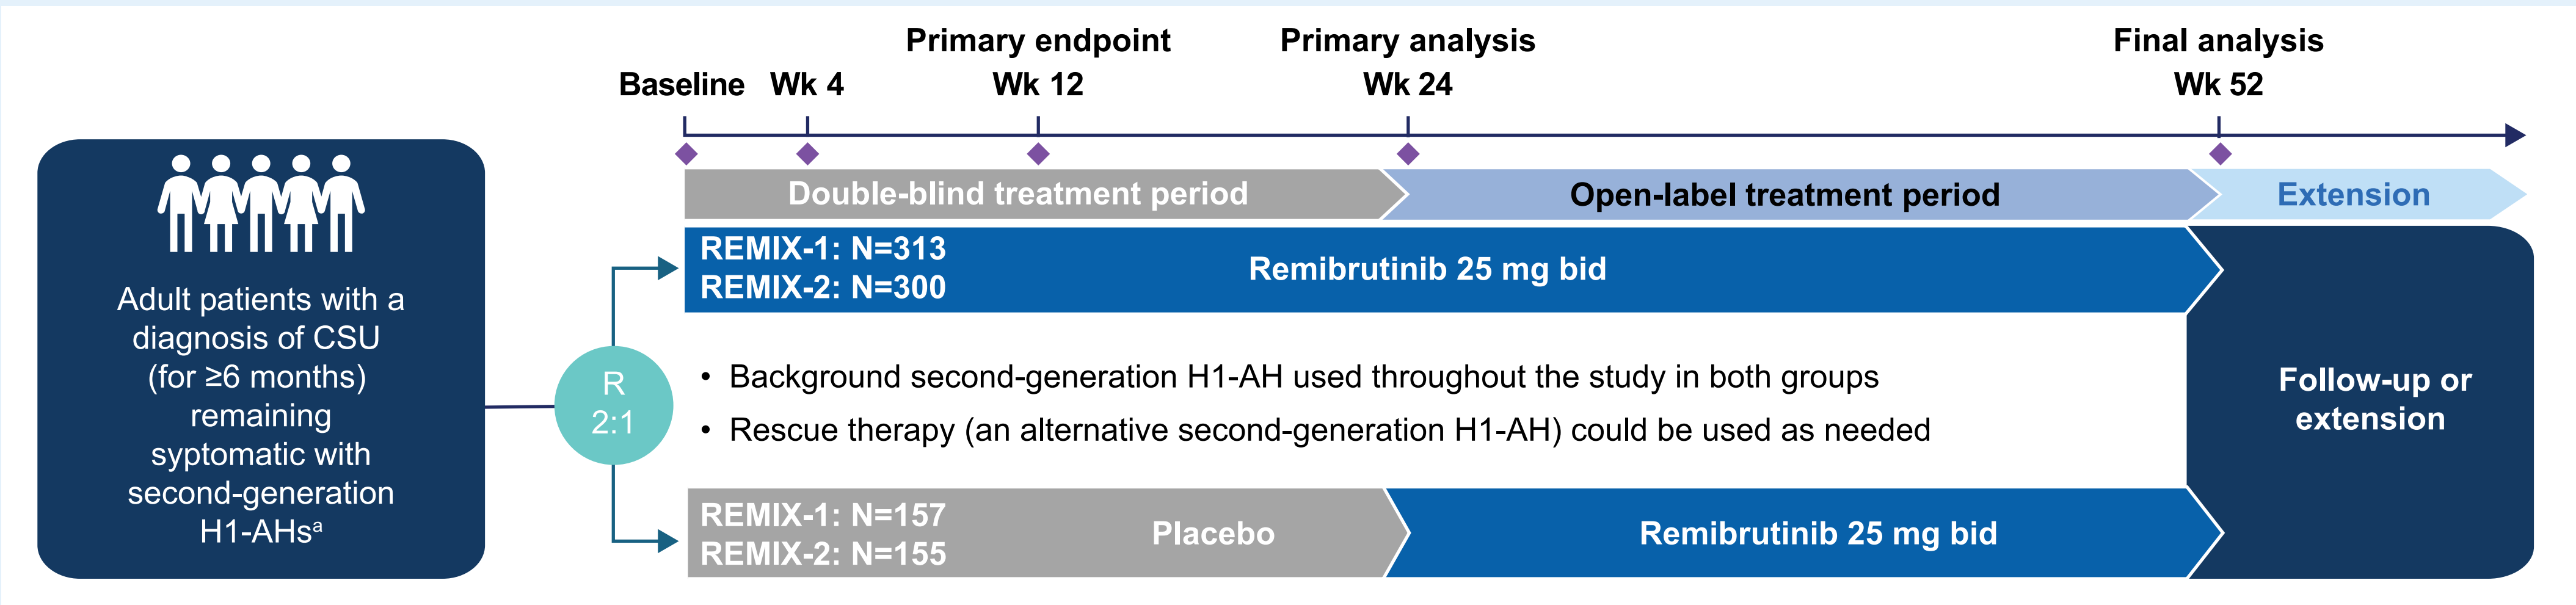 Primary endpoint
Primary analysis
Final analysis
Baseline
Wk 4
Wk 12
Wk 24
Wk 52
Double-blind treatment period
Open-label treatment period
Extension
Adult patients with a
diagnosis of CSU
(for ≥6 months)
remaining
syptomatic with
second-generation
H1-AHsᵃ
R
2:1
REMIX-1: N=313
REMIX-2: N=300
Remibrutinib 25 mg bid
• Background second-generation H1-AH used throughout the study in both groups
• Rescue therapy (an alternative second-generation H1-AH) could be used as needed
REMIX-1: N=157
REMIX-2: N=155
Placebo
Remibrutinib 25 mg bid
Follow-up or
extension